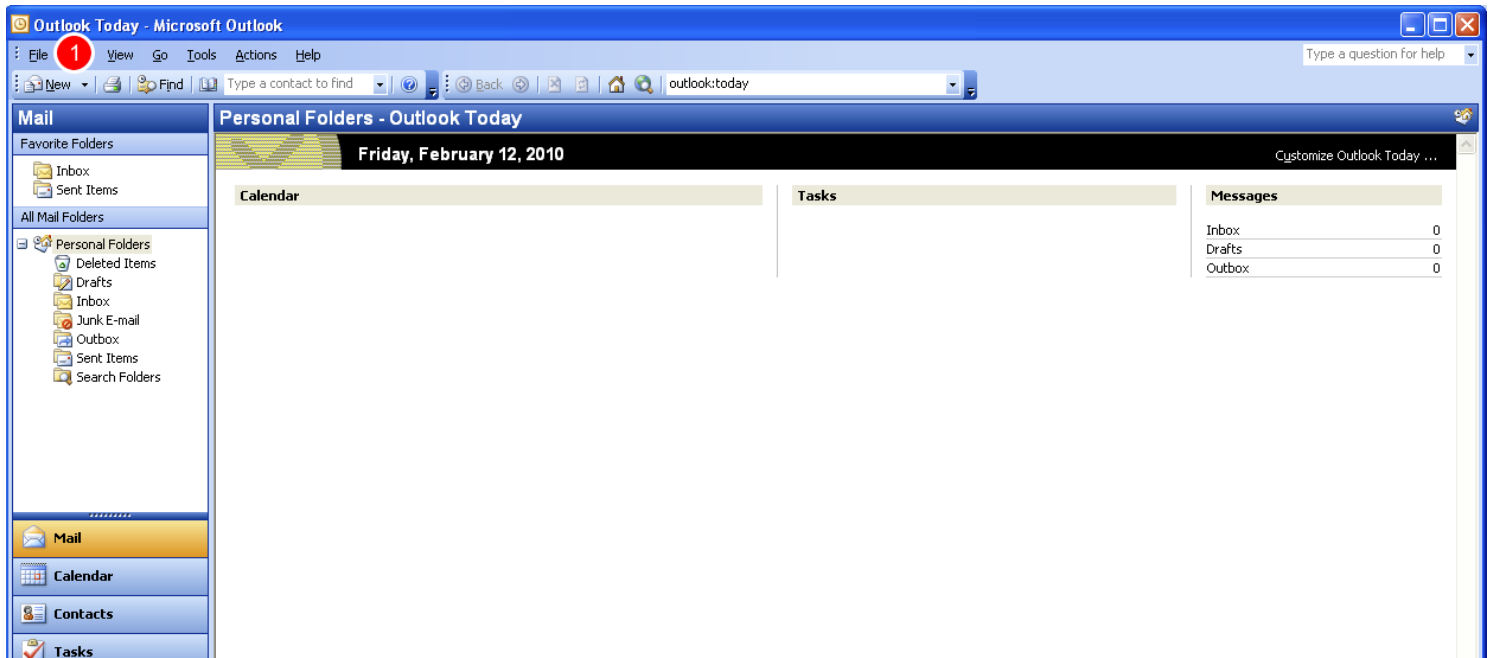 Outlook Today - Microsoft Outlook
File 1 View Go Tools Actions Help Type a question for help
New Find Type a contact to find Back outlook:today
Mail
Favorite Folders
Inbox
Sent Items
All Mail Folders
Personal Folders
Deleted Items
Drafts
Inbox
Junk E-mail
Outbox
Sent Items
Search Folders
Mail
Calendar
Contacts
Tasks
Personal Folders - Outlook Today
Friday, February 12, 2010 Customize Outlook Today ...
Calendar Tasks Messages
Inbox 0
Drafts 0
Outbox 0